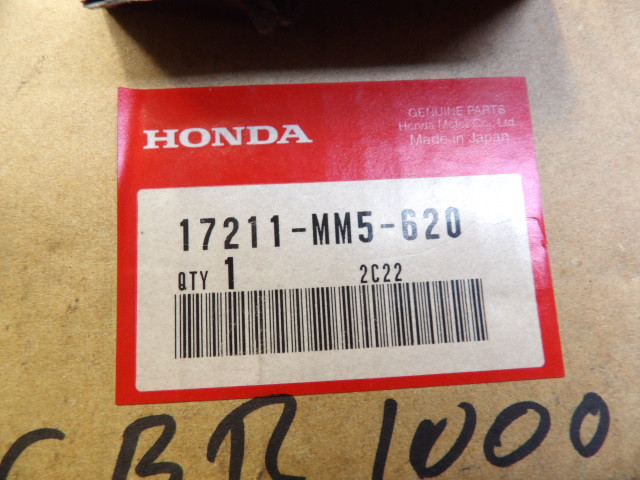 GENUINE PARTS
Honda Motor Co., Ltd.
Made in Japan
HONDA
17211-MM5-620
QTY 1 2C22
CBR 1000